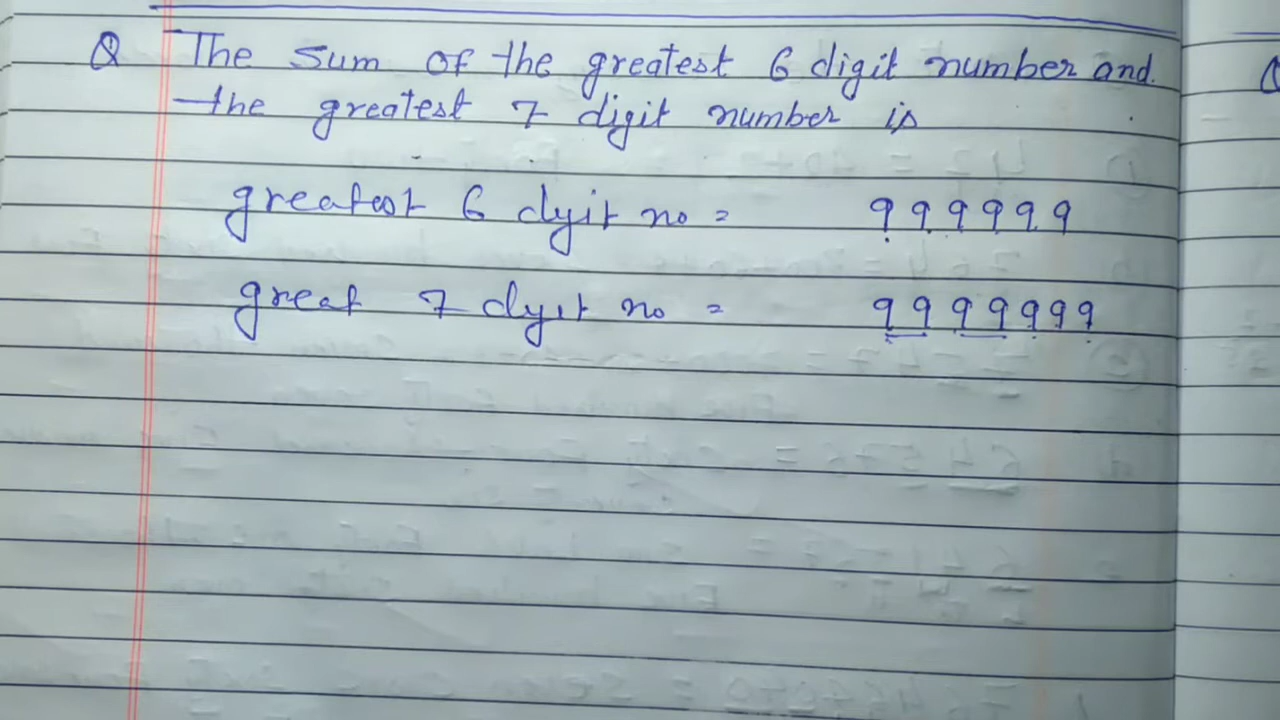 Q The sum of the greatest 6 digit number and
the greatest 7 digit number is
greatest 6 digit no = 999999
great 7 digit no = 9999999